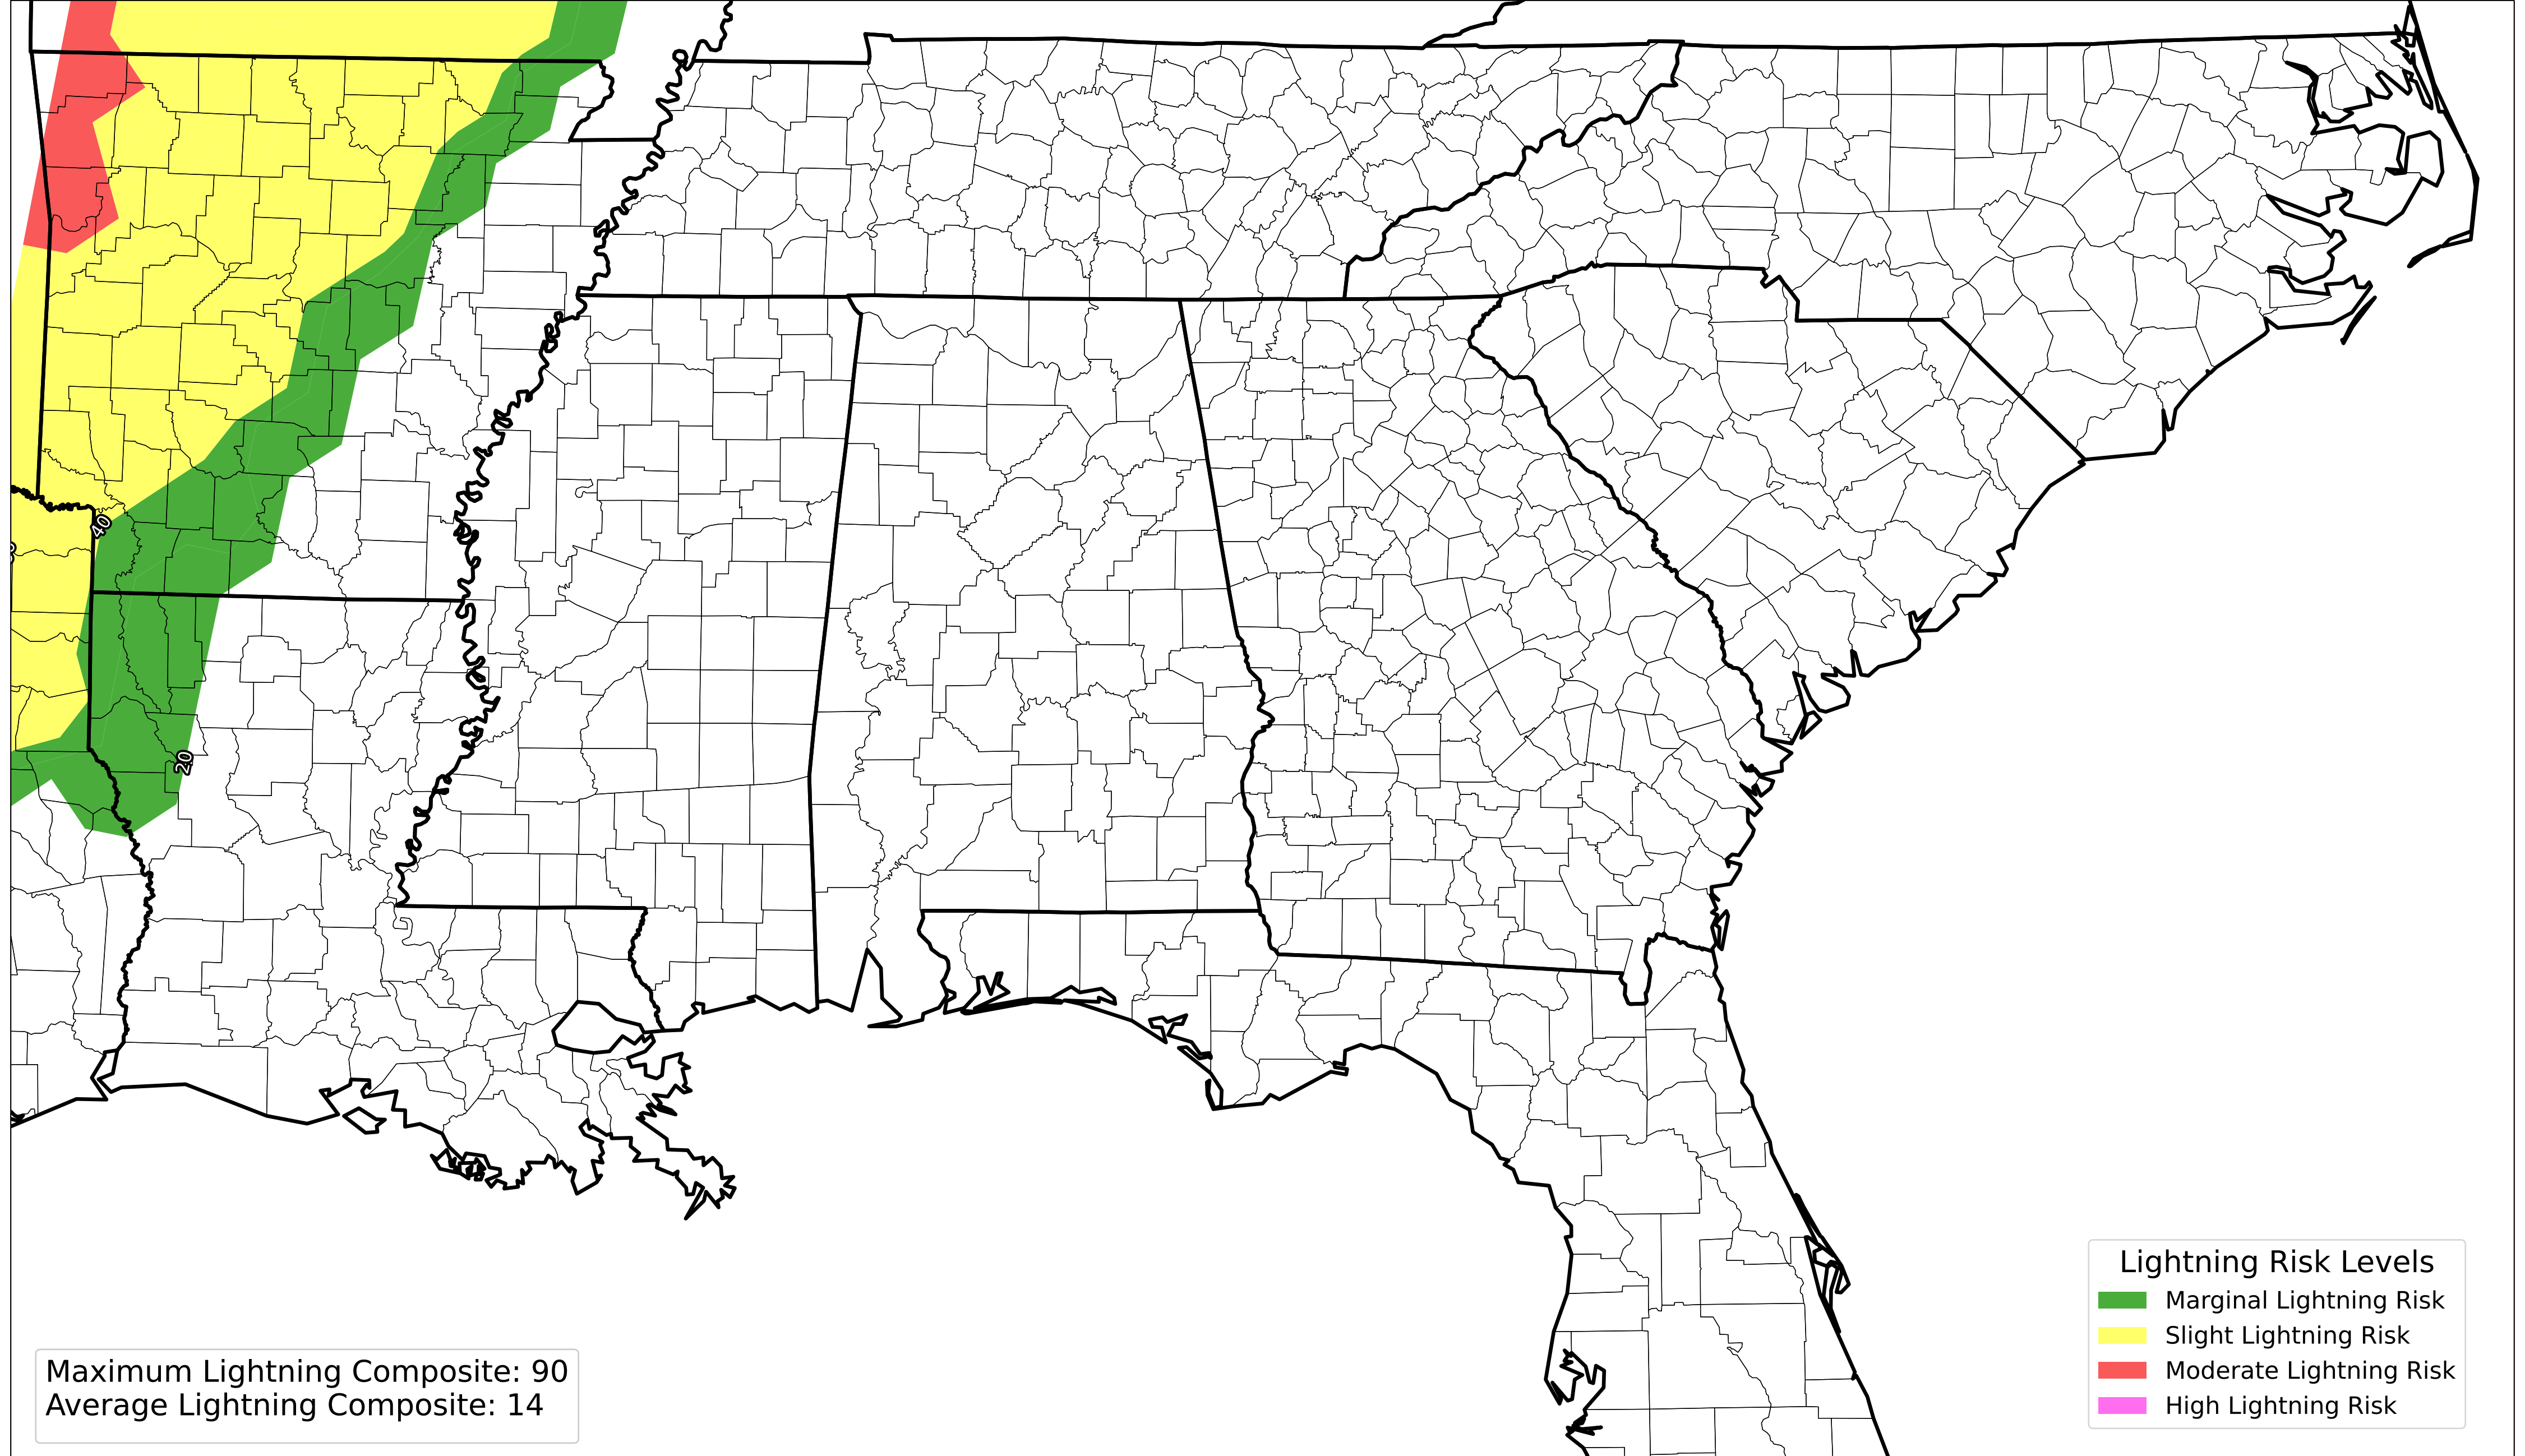 40
20
Lightning Risk Levels
Marginal Lightning Risk
Slight Lightning Risk
Moderate Lightning Risk
High Lightning Risk
Maximum Lightning Composite: 90
Average Lightning Composite: 14